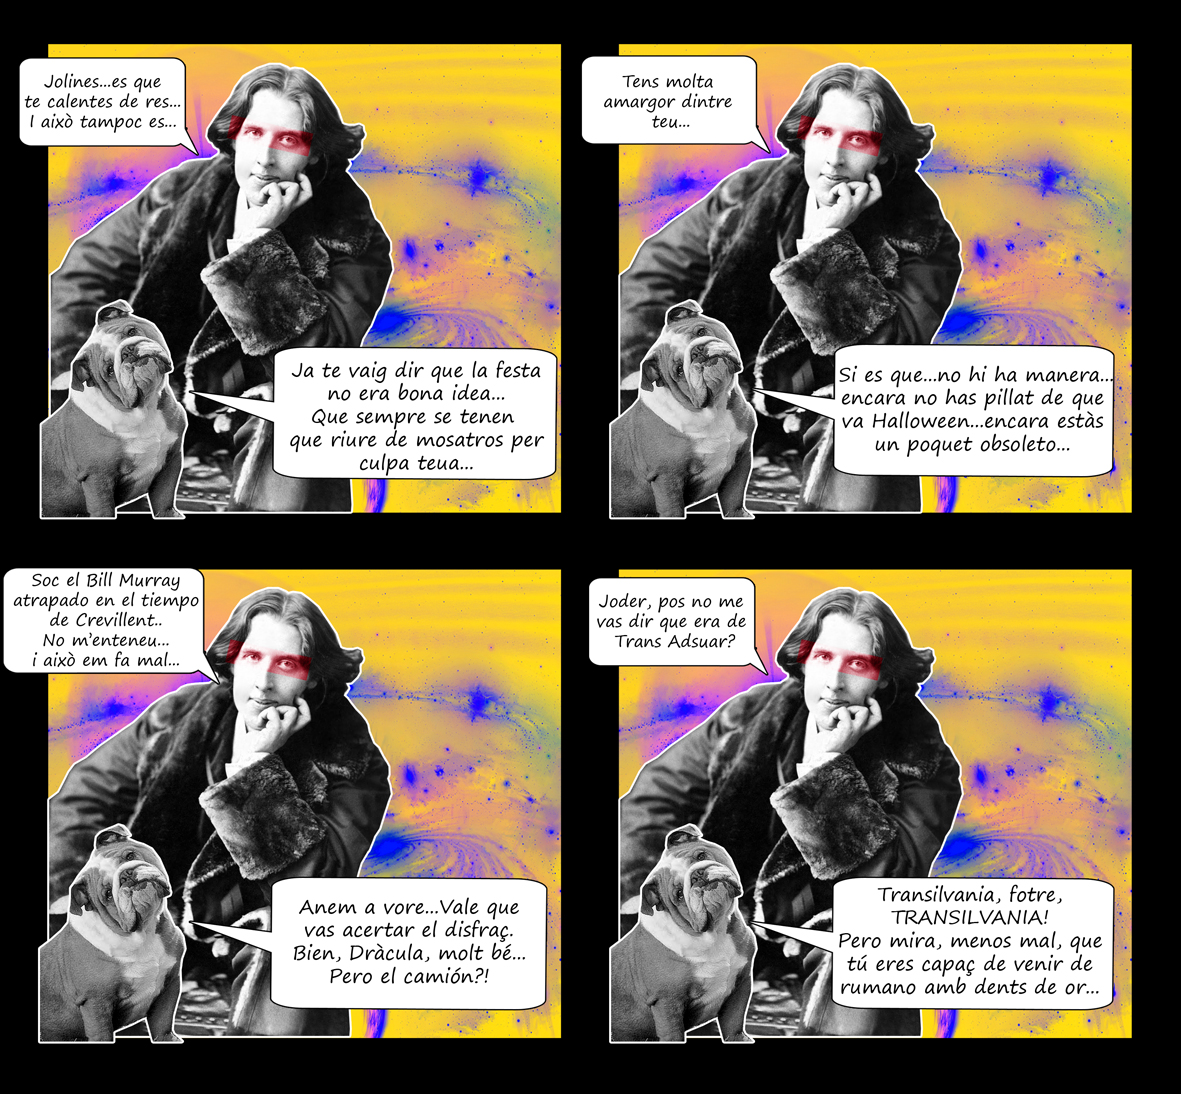 Jolines...es que
te calentes de res...
I això tampoc es...
Ja te vaig dir que la festa
no era bona idea...
Que sempre se tenen
que riure de mosatros per
culpa teua...
Tens molta
amargor dintre
teu...
Si es que...no hi ha manera...
encara no has pillat de que
va Halloween...encara estàs
un poquet obsoleto...
Soc el Bill Murray
atrapado en el tiempo
de Crevillent..
No m'enteneu...
i això em fa mal...
Anem a vore...Vale que
vas acertar el disfraç.
Bien, Dràcula, molt bé...
Pero el camión?!
Joder, pos no me
vas dir que era de
Trans Adsuar?
Transilvania, fotre,
TRANSILVANIA!
Pero mira, menos mal, que
tú eres capaç de venir de
rumano amb dents de or...